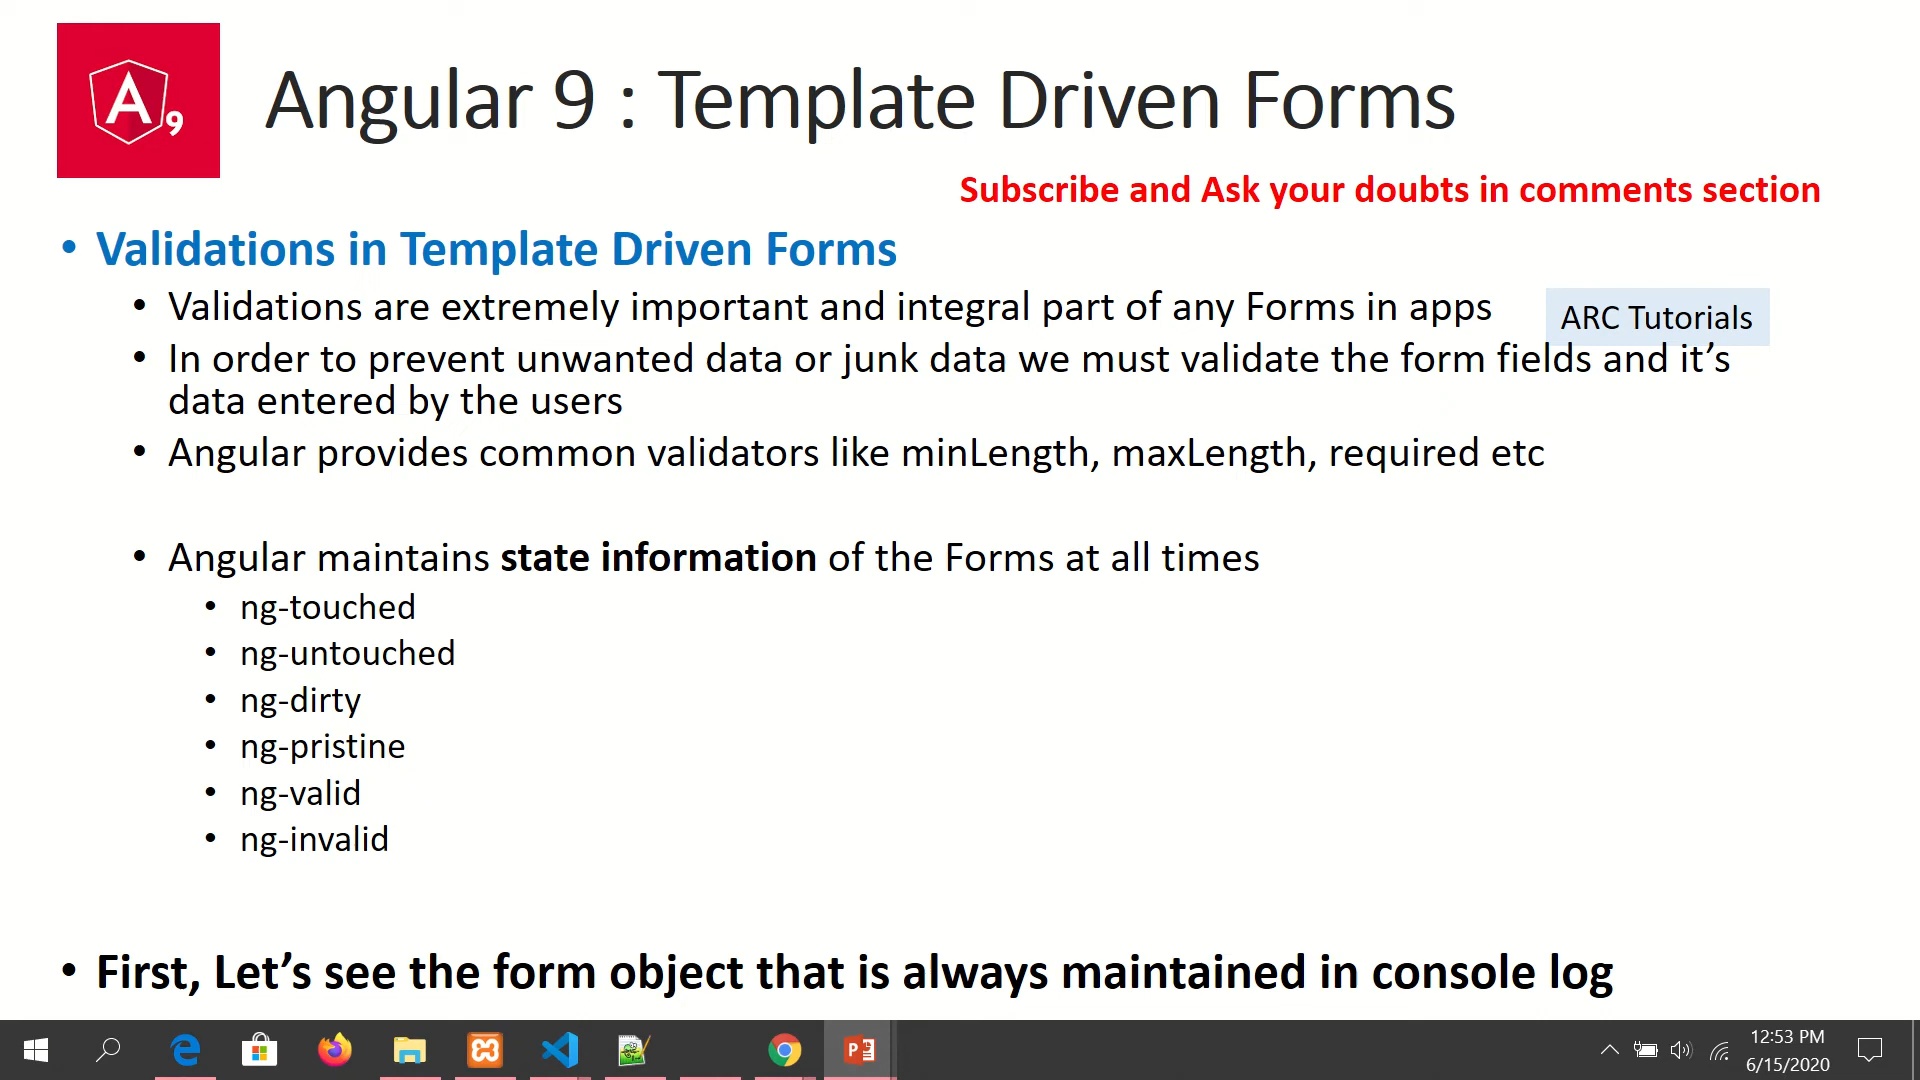 A9
Angular 9 : Template Driven Forms
Subscribe and Ask your doubts in comments section
• Validations in Template Driven Forms
• Validations are extremely important and integral part of any Forms in apps
ARC Tutorials
• In order to prevent unwanted data or junk data we must validate the form fields and it’s
data entered by the users
• Angular provides common validators like minLength, maxLength, required etc
• Angular maintains state information of the Forms at all times
• ng-touched
• ng-untouched
• ng-dirty
• ng-pristine
• ng-valid
• ng-invalid
• First, Let’s see the form object that is always maintained in console log
12:53 PM
6/15/2020